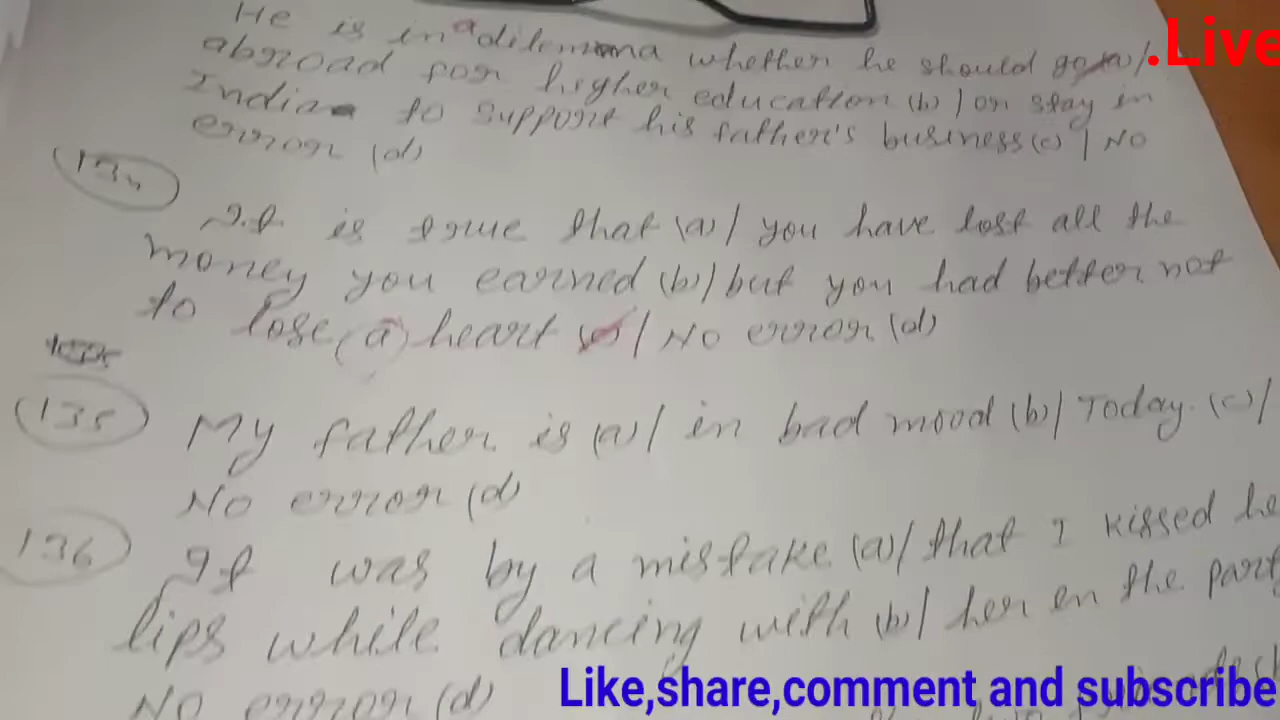 He is in a dilemma whether he should go (a)/
.Live
abroad for higher education (b) / or stay in
India to support his father's business (c) / No
error (d)
134
It is true that (a)/ you have lost all the
money you earned (b)/ but you had better not
to lose (a) heart (c)/ No error (d)
135 My father is (a)/ in bad mood (b)/ Today. (c)/
No error (d)
136 It was by a mistake (a)/ that I kissed he
lips while dancing with (b)/ her in the part
No error (d)
Like,share,comment and subscribe